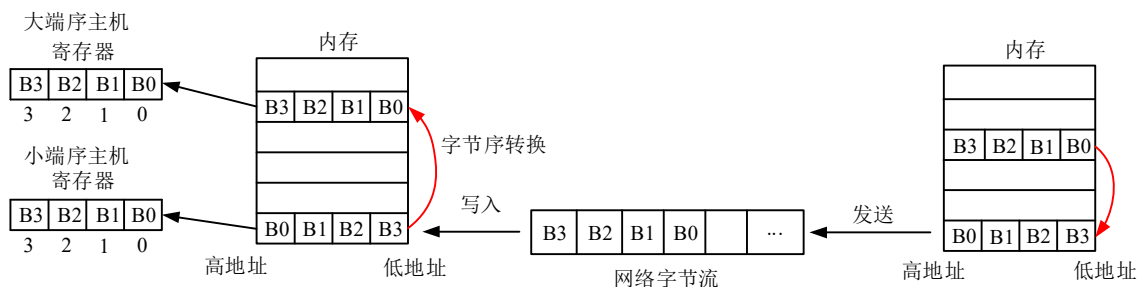 大端序主机
寄存器
B3 B2 B1 B0
3 2 1 0
小端序主机
寄存器
B3 B2 B1 B0
3 2 1 0
内存
B3 B2 B1 B0
B0 B1 B2 B3
高地址 低地址
字节序转换
写入
B3 B2 B1 B0 ...
网络字节流
发送
内存
B3 B2 B1 B0
B0 B1 B2 B3
高地址 低地址